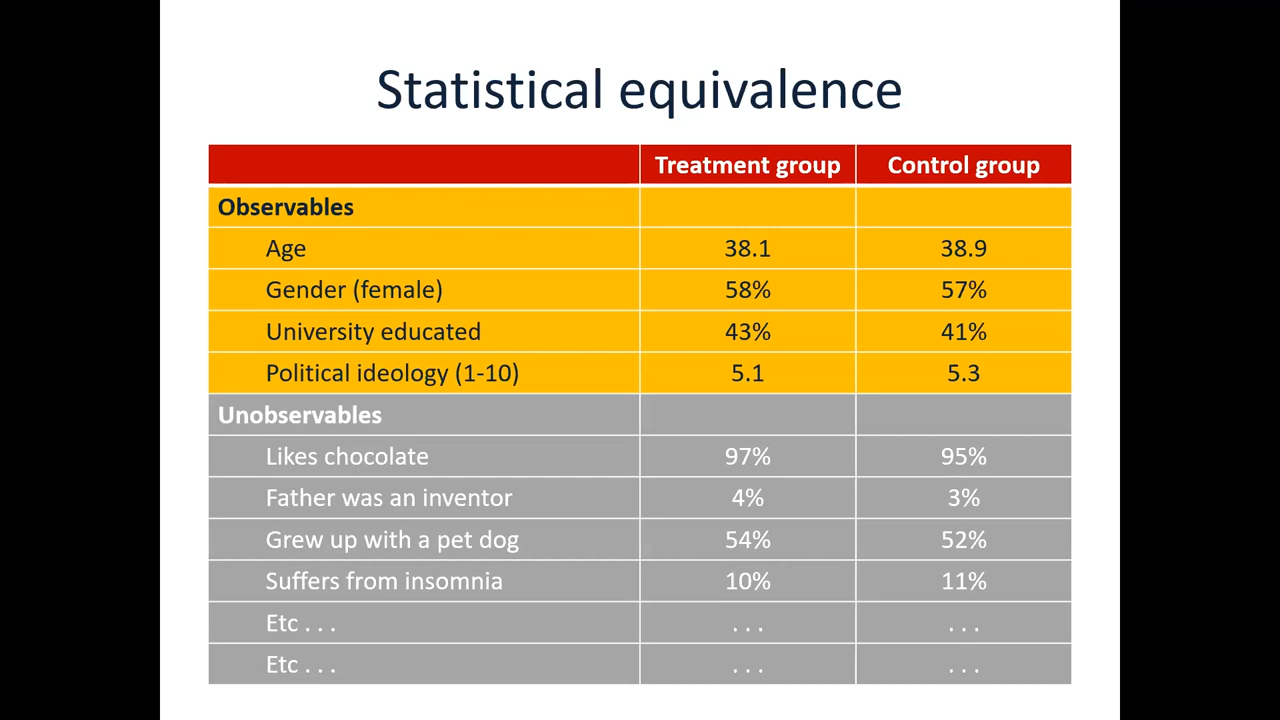 Statistical equivalence
Treatment group Control group
Observables
Age 38.1 38.9
Gender (female) 58% 57%
University educated 43% 41%
Political ideology (1-10) 5.1 5.3
Unobservables
Likes chocolate 97% 95%
Father was an inventor 4% 3%
Grew up with a pet dog 54% 52%
Suffers from insomnia 10% 11%
Etc . . . . . . . . .
Etc . . . . . . . . .